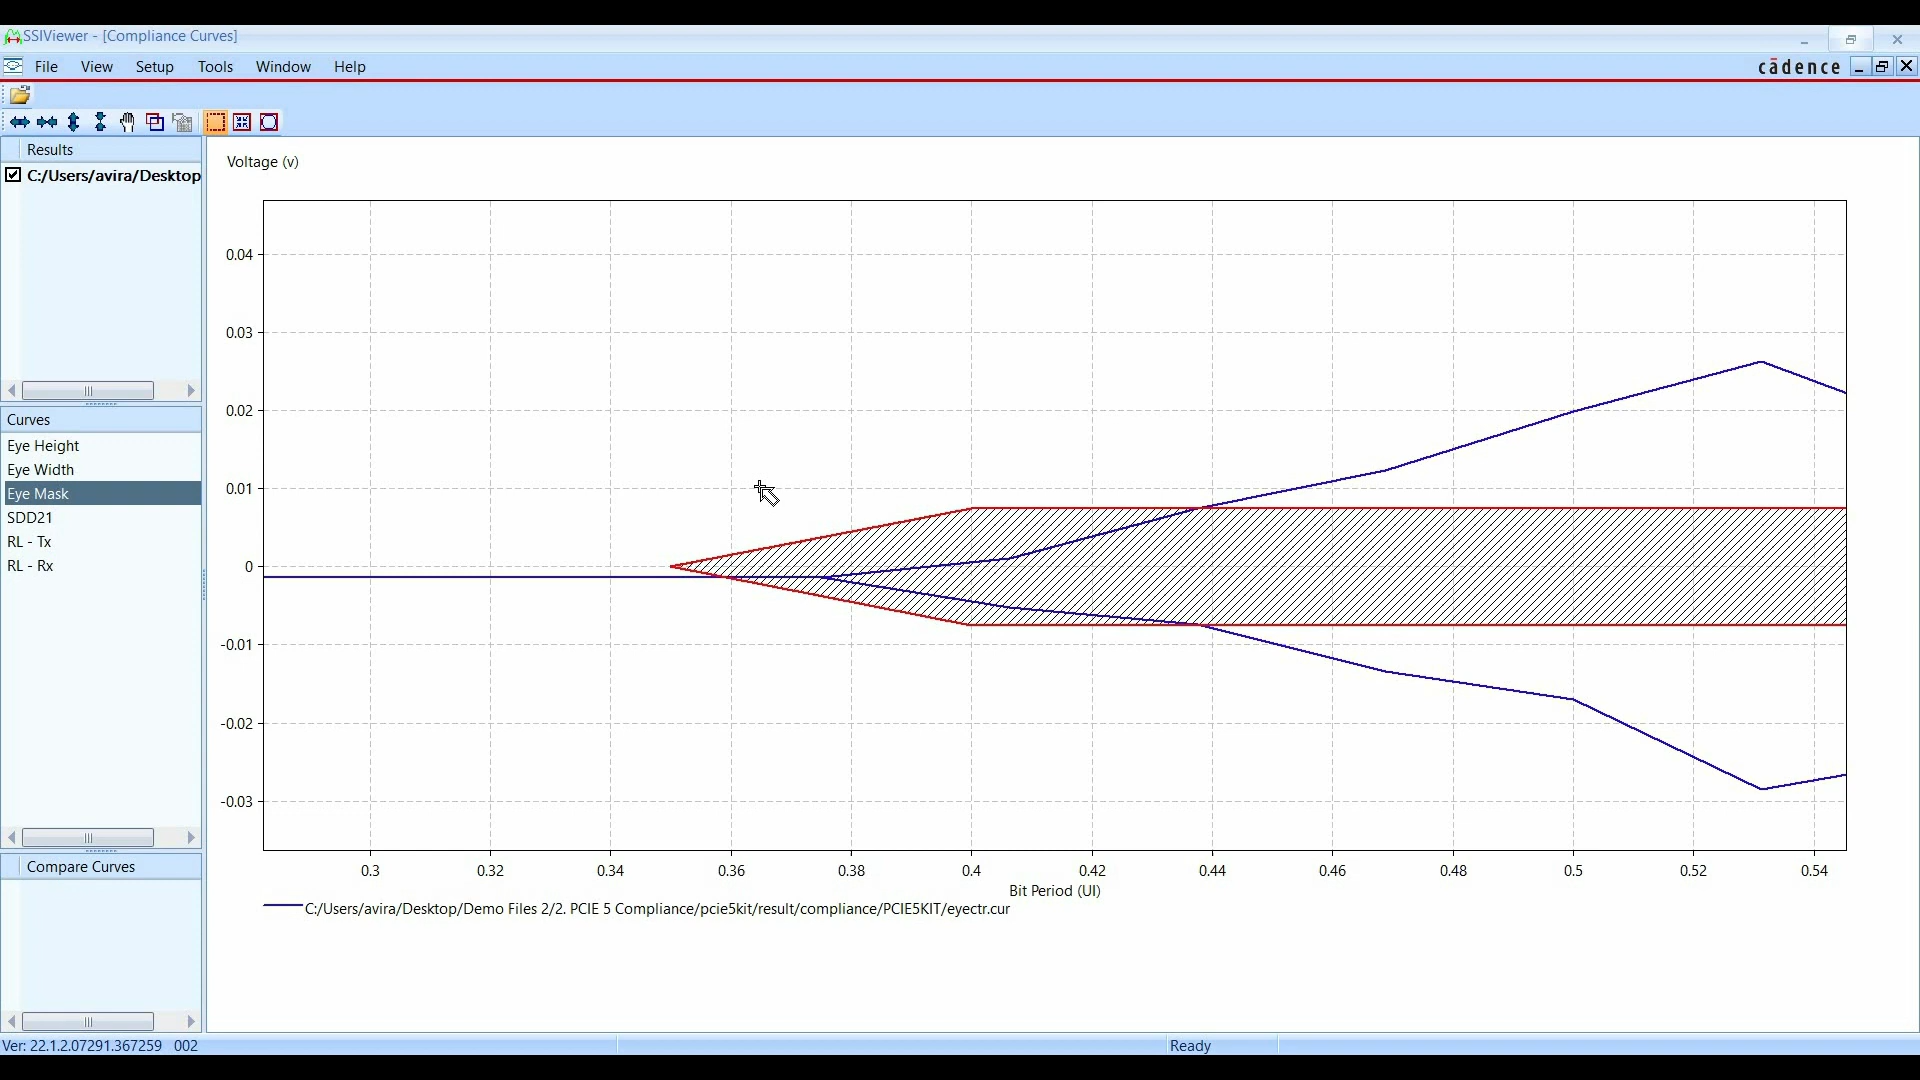 SSIViewer - [Compliance Curves]
File View Setup Tools Window Help
cādence
Results
C:/Users/avira/Desktop
Curves
Eye Height
Eye Width
Eye Mask
SDD21
RL - Tx
RL - Rx
Compare Curves
Voltage (v)
0.04
0.03
0.02
0.01
0
-0.01
-0.02
-0.03
0.3 0.32 0.34 0.36 0.38 0.4 0.42 0.44 0.46 0.48 0.5 0.52 0.54
Bit Period (UI)
C:/Users/avira/Desktop/Demo Files 2/2. PCIE 5 Compliance/pcie5kit/result/compliance/PCIE5KIT/eyectr.cur
Ver: 22.1.2.07291.367259 002
Ready